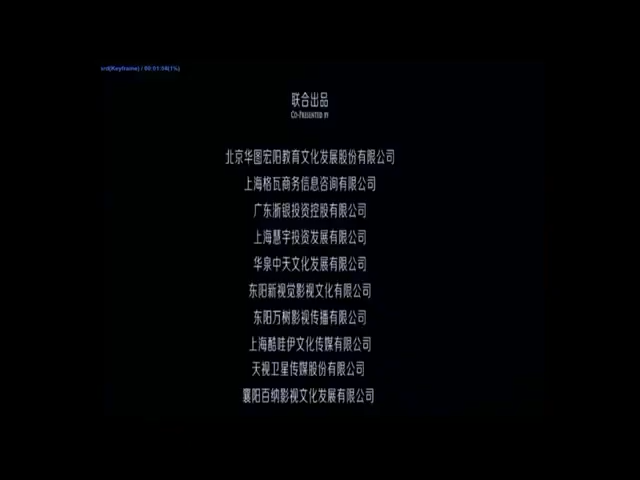 xrd(Keyframe) / 00:01:04(1%)
联合出品
CO-PRESENTED BY
北京华图宏阳教育文化发展股份有限公司
上海格瓦商务信息咨询有限公司
广东浙银投资控股有限公司
上海慧宇投资发展有限公司
华泉中天文化发展有限公司
东阳新视觉影视文化有限公司
东阳万树影视传播有限公司
上海酷哇伊文化传媒有限公司
天视卫星传媒股份有限公司
襄阳百纳影视文化发展有限公司